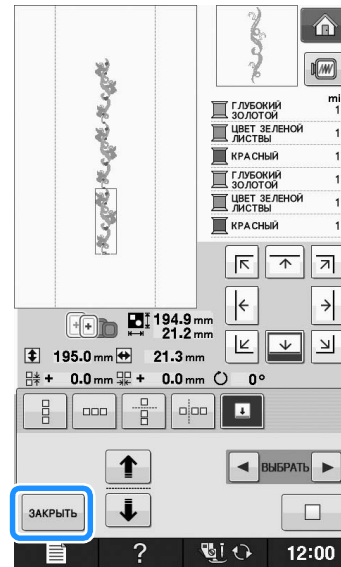 mi
ГЛУБОКИЙ
ЗОЛОТОЙ
1
ЦВЕТ ЗЕЛЕНОЙ
ЛИСТВЫ
1
КРАСНЫЙ
1
ГЛУБОКИЙ
ЗОЛОТОЙ
1
ЦВЕТ ЗЕЛЕНОЙ
ЛИСТВЫ
1
КРАСНЫЙ
1
194.9 mm
21.2 mm
195.0 mm 21.3 mm
+ 0.0 mm + 0.0 mm 0°
ВЫБРАТЬ
ЗАКРЫТЬ
? 12:00